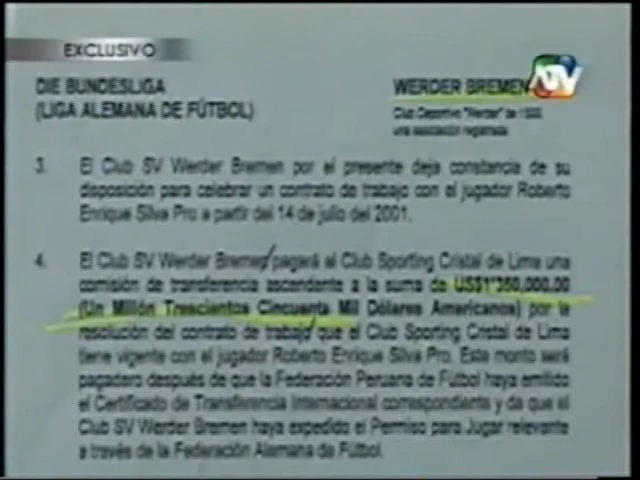 EXCLUSIVO
DIE BUNDESLIGA
(LIGA ALEMANA DE FÚTBOL)
WERDER BREMEN
ATV
Club Deportivo "Werder" de 1899,
una asociación registrada
3. El Club SV Werder Bremen por el presente deja constancia de su
disposición para celebrar un contrato de trabajo con el jugador Roberto
Enrique Silva Pro a partir del 14 de julio del 2001.
4. El Club SV Werder Bremen pagará al Club Sporting Cristal de Lima una
comisión de transferencia ascendente a la suma de US$1'350,000.00
(Un Millón Trescientos Cincuenta Mil Dólares Americanos) por la
resolución del contrato de trabajo que el Club Sporting Cristal de Lima
tiene vigente con el jugador Roberto Enrique Silva Pro. Este monto será
pagadero después de que la Federación Peruana de Fútbol haya emitido
el Certificado de Transferencia Internacional correspondiente y da que el
Club SV Werder Bremen haya expedido el Permiso para Jugar relevante
a través de la Federación Alemana de Fútbol.